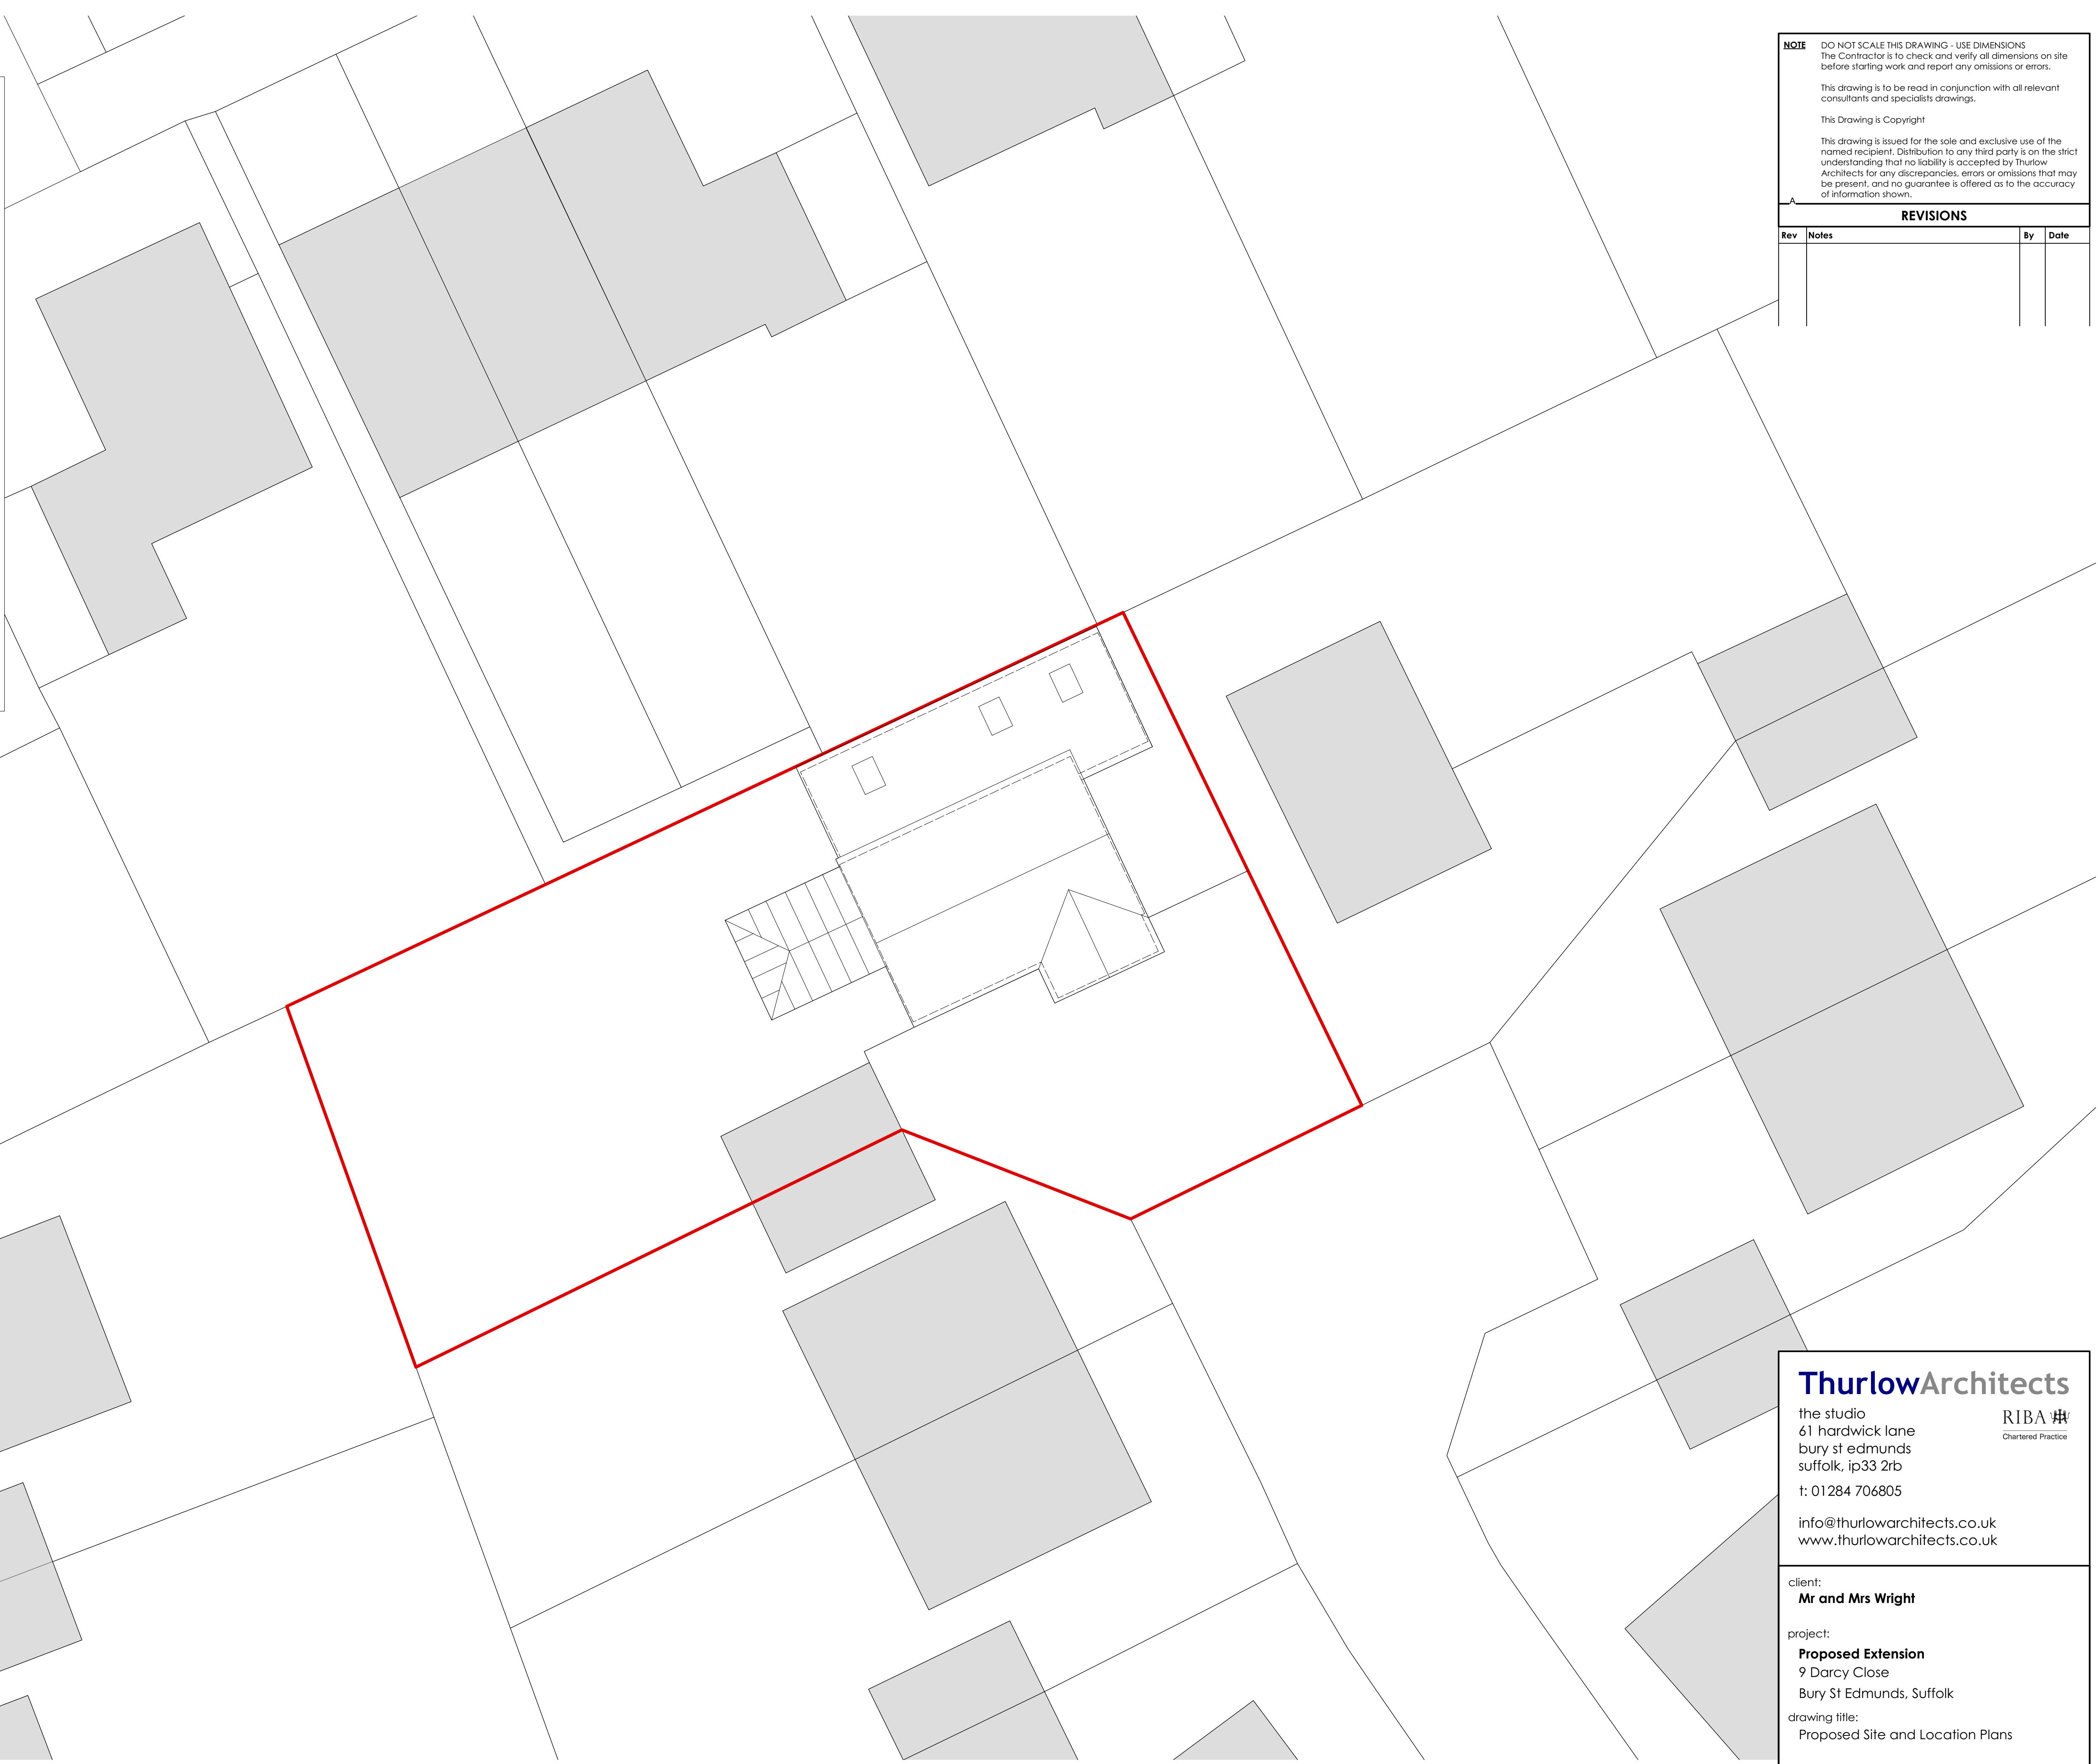 NOTE DO NOT SCALE THIS DRAWING - USE DIMENSIONS
The Contractor is to check and verify all dimensions on site
before starting work and report any omissions or errors.
This drawing is to be read in conjunction with all relevant
consultants and specialists drawings.
This Drawing is Copyright
This drawing is issued for the sole and exclusive use of the
named recipient. Distribution to any third party is on the strict
understanding that no liability is accepted by Thurlow
Architects for any discrepancies, errors or omissions that may
be present, and no guarantee is offered as to the accuracy
of information shown.
A
REVISIONS
Rev Notes By Date
ThurlowArchitects
the studio
61 hardwick lane
bury st edmunds
suffolk, ip33 2rb
RIBA
Chartered Practice
t: 01284 706805
info@thurlowarchitects.co.uk
www.thurlowarchitects.co.uk
client:
Mr and Mrs Wright
project:
Proposed Extension
9 Darcy Close
Bury St Edmunds, Suffolk
drawing title:
Proposed Site and Location Plans